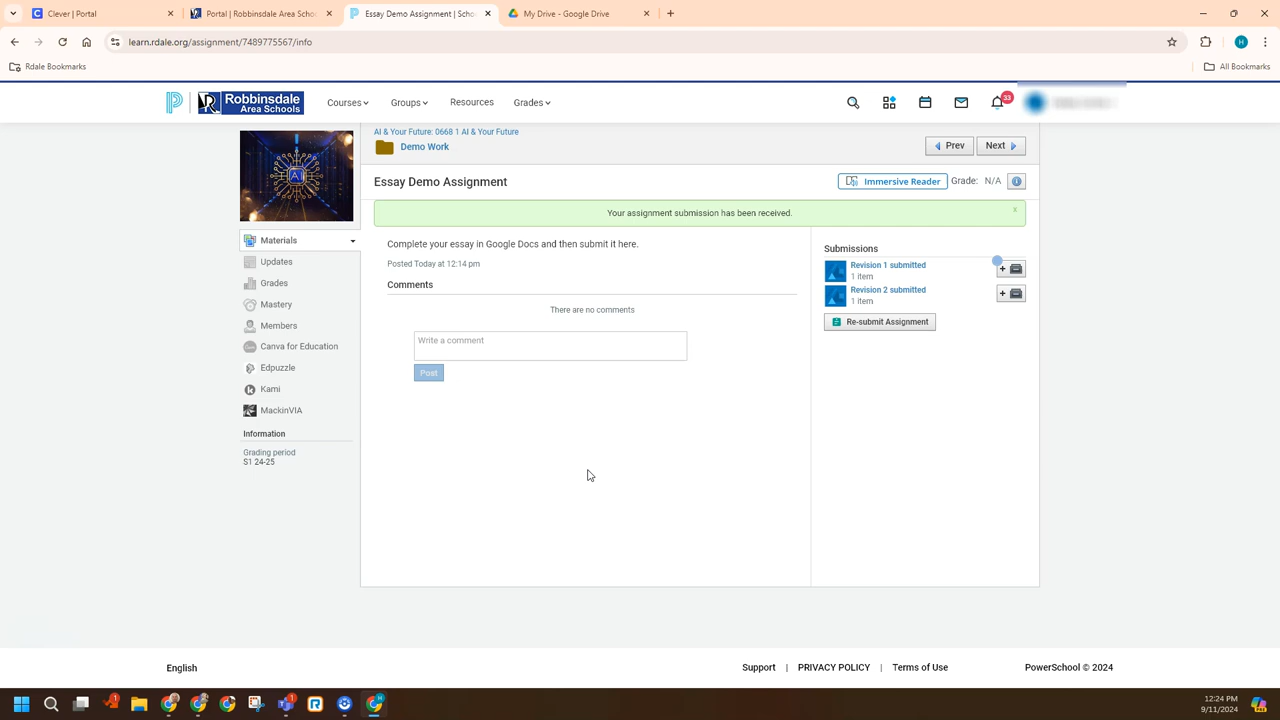 Clever | Portal
Portal | Robbinsdale Area Schoo
Essay Demo Assignment | Scho
My Drive - Google Drive
learn.rdale.org/assignment/7489775567/info
Rdale Bookmarks
All Bookmarks
Robbinsdale
Area Schools
Courses
Groups
Resources
Grades
33
AI & Your Future: 0668 1 AI & Your Future
Demo Work
Prev
Next
AI
Essay Demo Assignment
Immersive Reader
Grade: N/A
Your assignment submission has been received.
x
Materials
Updates
Grades
Mastery
Members
Canva for Education
Edpuzzle
Kami
MackinVIA
Information
Grading period
S1 24-25
Complete your essay in Google Docs and then submit it here.
Posted Today at 12:14 pm
Comments
There are no comments
Write a comment
Post
Submissions
Revision 1 submitted
1 item
Revision 2 submitted
1 item
Re-submit Assignment
English
Support | PRIVACY POLICY | Terms of Use
PowerSchool © 2024
12:24 PM
9/11/2024